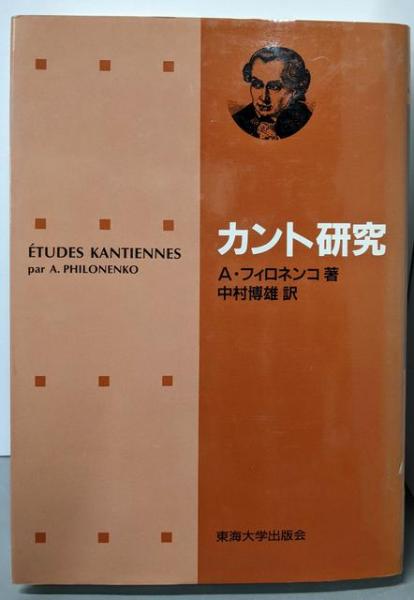 ÉTUDES KANTIENNES
par A. PHILONENKO
カント研究
A・フィロネンコ 著
中村博雄 訳
東海大学出版会